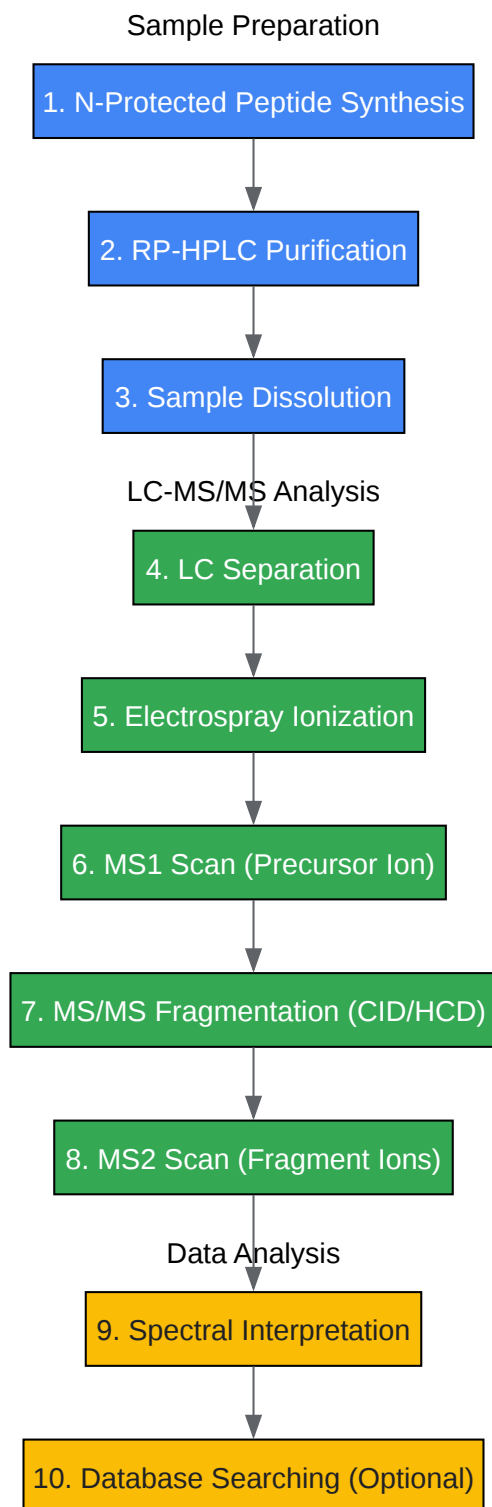 Sample Preparation
1. N-Protected Peptide Synthesis
2. RP-HPLC Purification
3. Sample Dissolution
LC-MS/MS Analysis
4. LC Separation
5. Electrospray Ionization
6. MS1 Scan (Precursor Ion)
7. MS/MS Fragmentation (CID/HCD)
8. MS2 Scan (Fragment Ions)
Data Analysis
9. Spectral Interpretation
10. Database Searching (Optional)